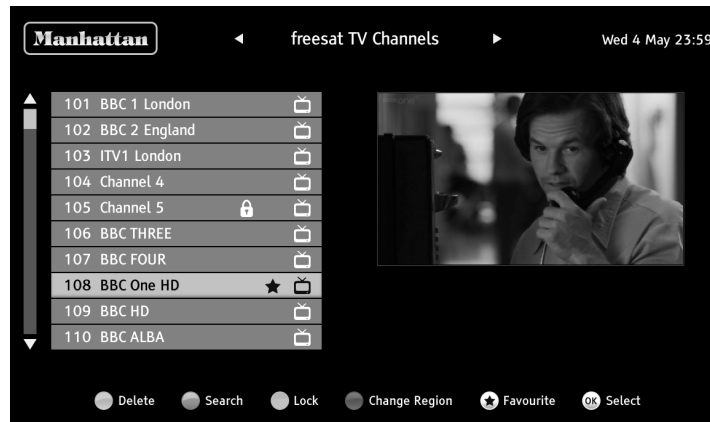 Manhattan
freesat TV Channels
Wed 4 May 23:59
101 BBC 1 London
102 BBC 2 England
103 ITV1 London
104 Channel 4
105 Channel 5
106 BBC THREE
107 BBC FOUR
108 BBC One HD
109 BBC HD
110 BBC ALBA
Delete
Search
Lock
Change Region
Favourite
OK Select